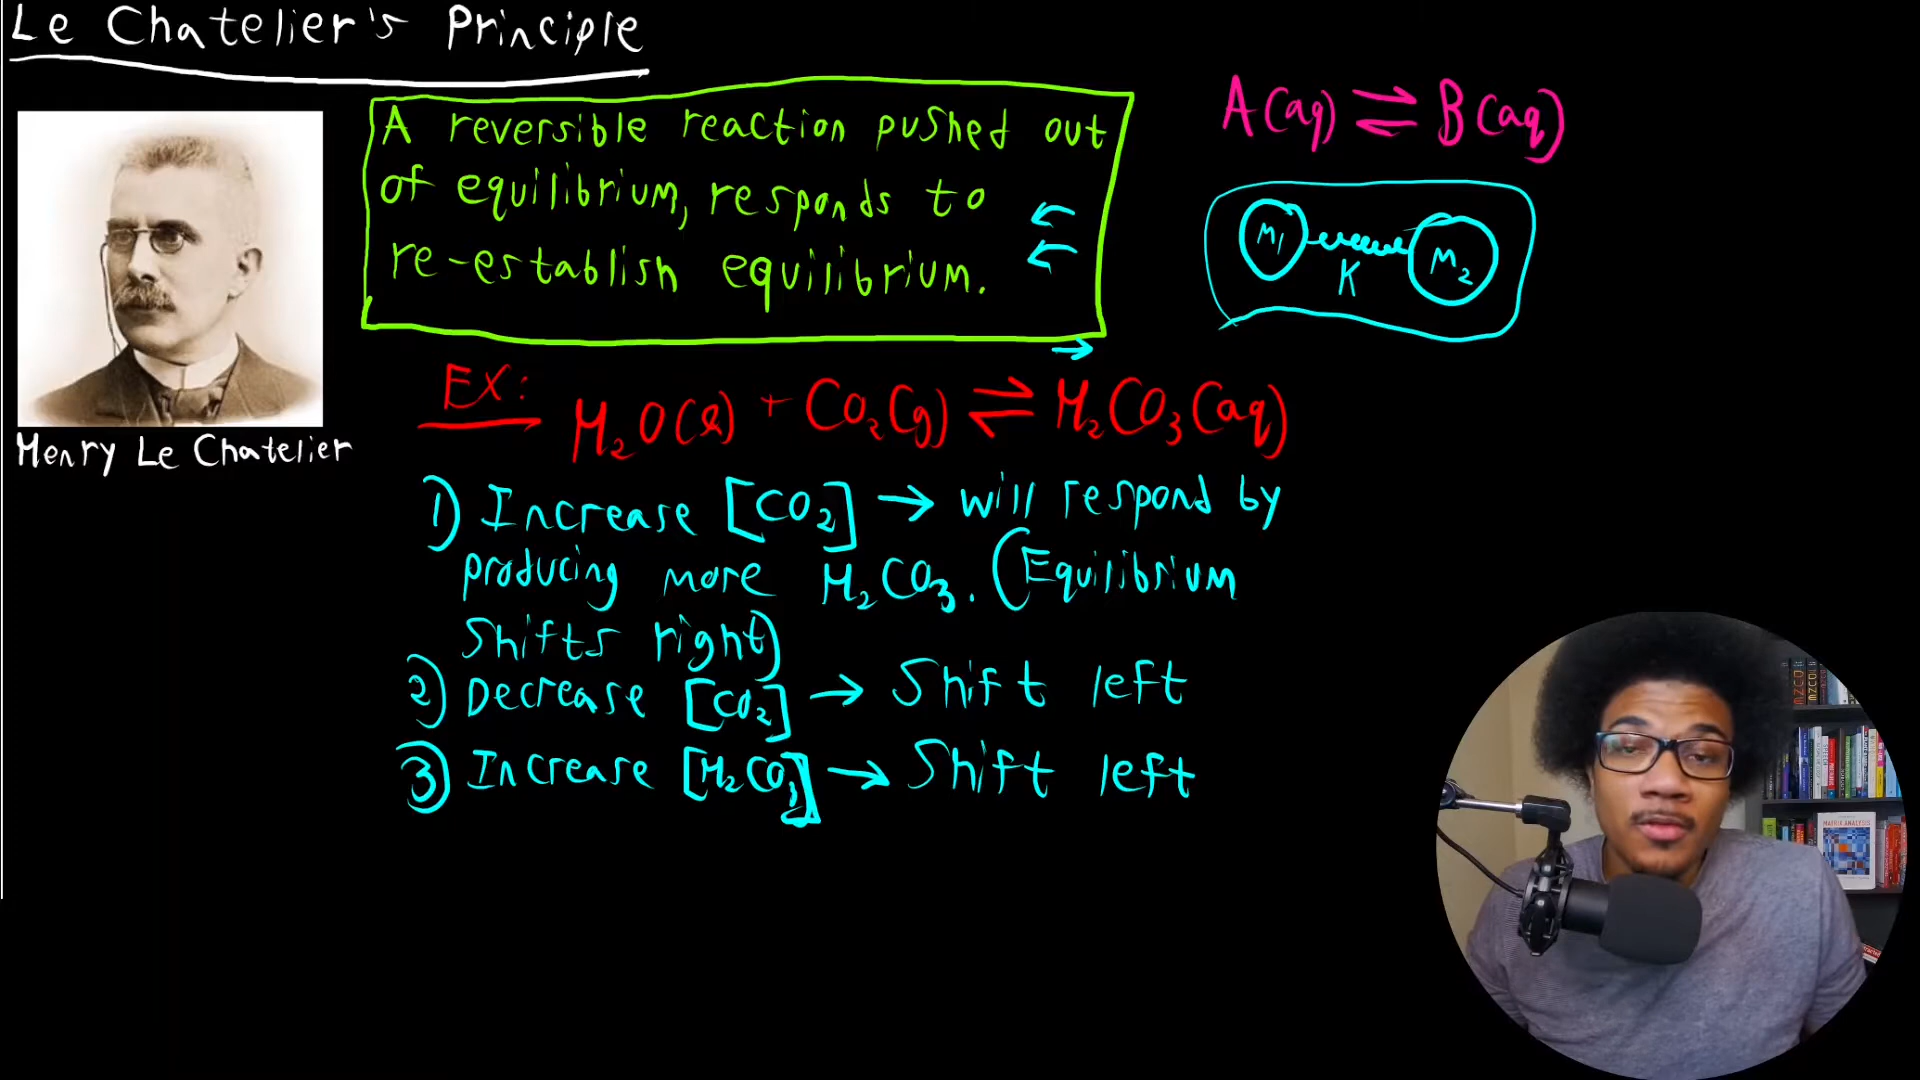 Le Chatelier's Principle
A reversible reaction pushed out
of equilibrium, responds to
re-establish equilibrium.
A(aq) ⇌ B(aq)
M₁ M₂
K
Henry Le Chatelier
EX: H₂O(l) + CO₂(g) ⇌ H₂CO₃(aq)
1) Increase [CO₂] → will respond by
producing more H₂CO₃. (Equilibrium
Shifts right)
2) Decrease [CO₂] → Shift left
3) Increase [H₂CO₃] → Shift left
MATRIX ANALYSIS